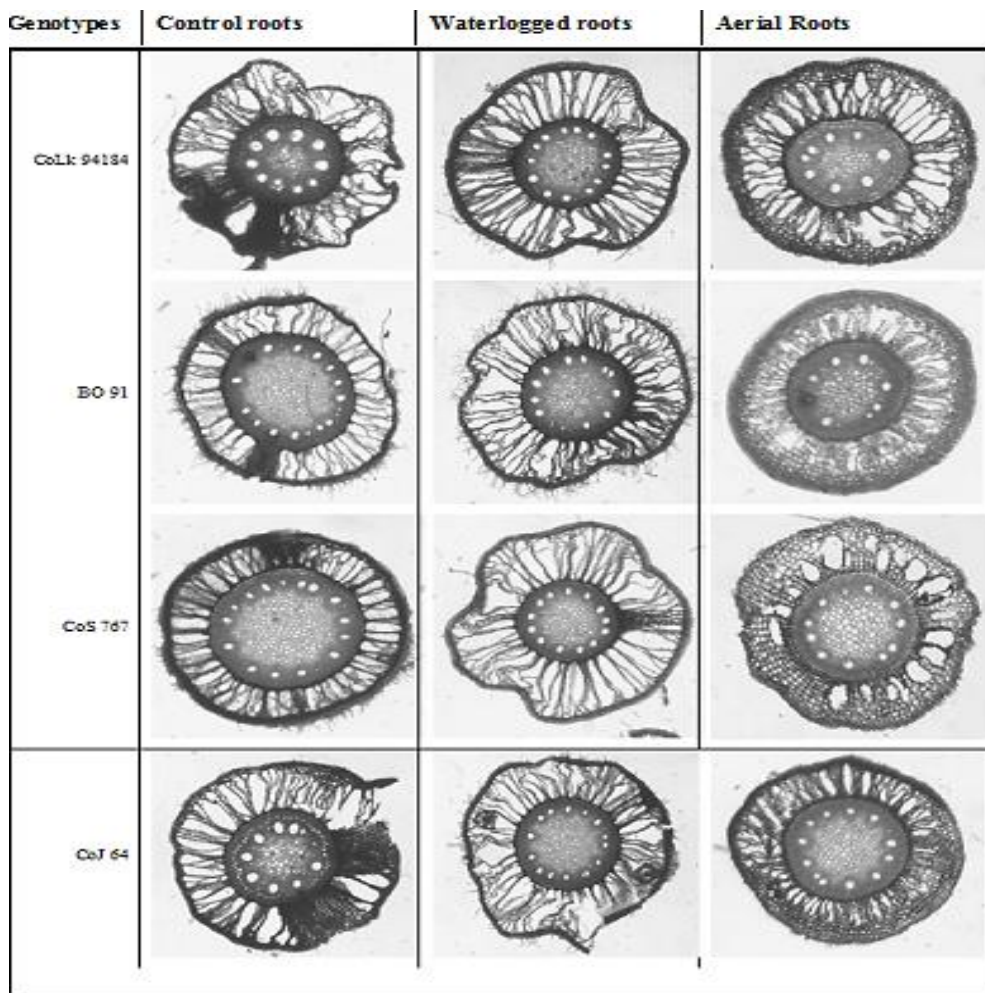 Genotypes Control roots Waterlogged roots Aerial Roots
CoLk 94184
BO 91
CoS 767
CoJ 64